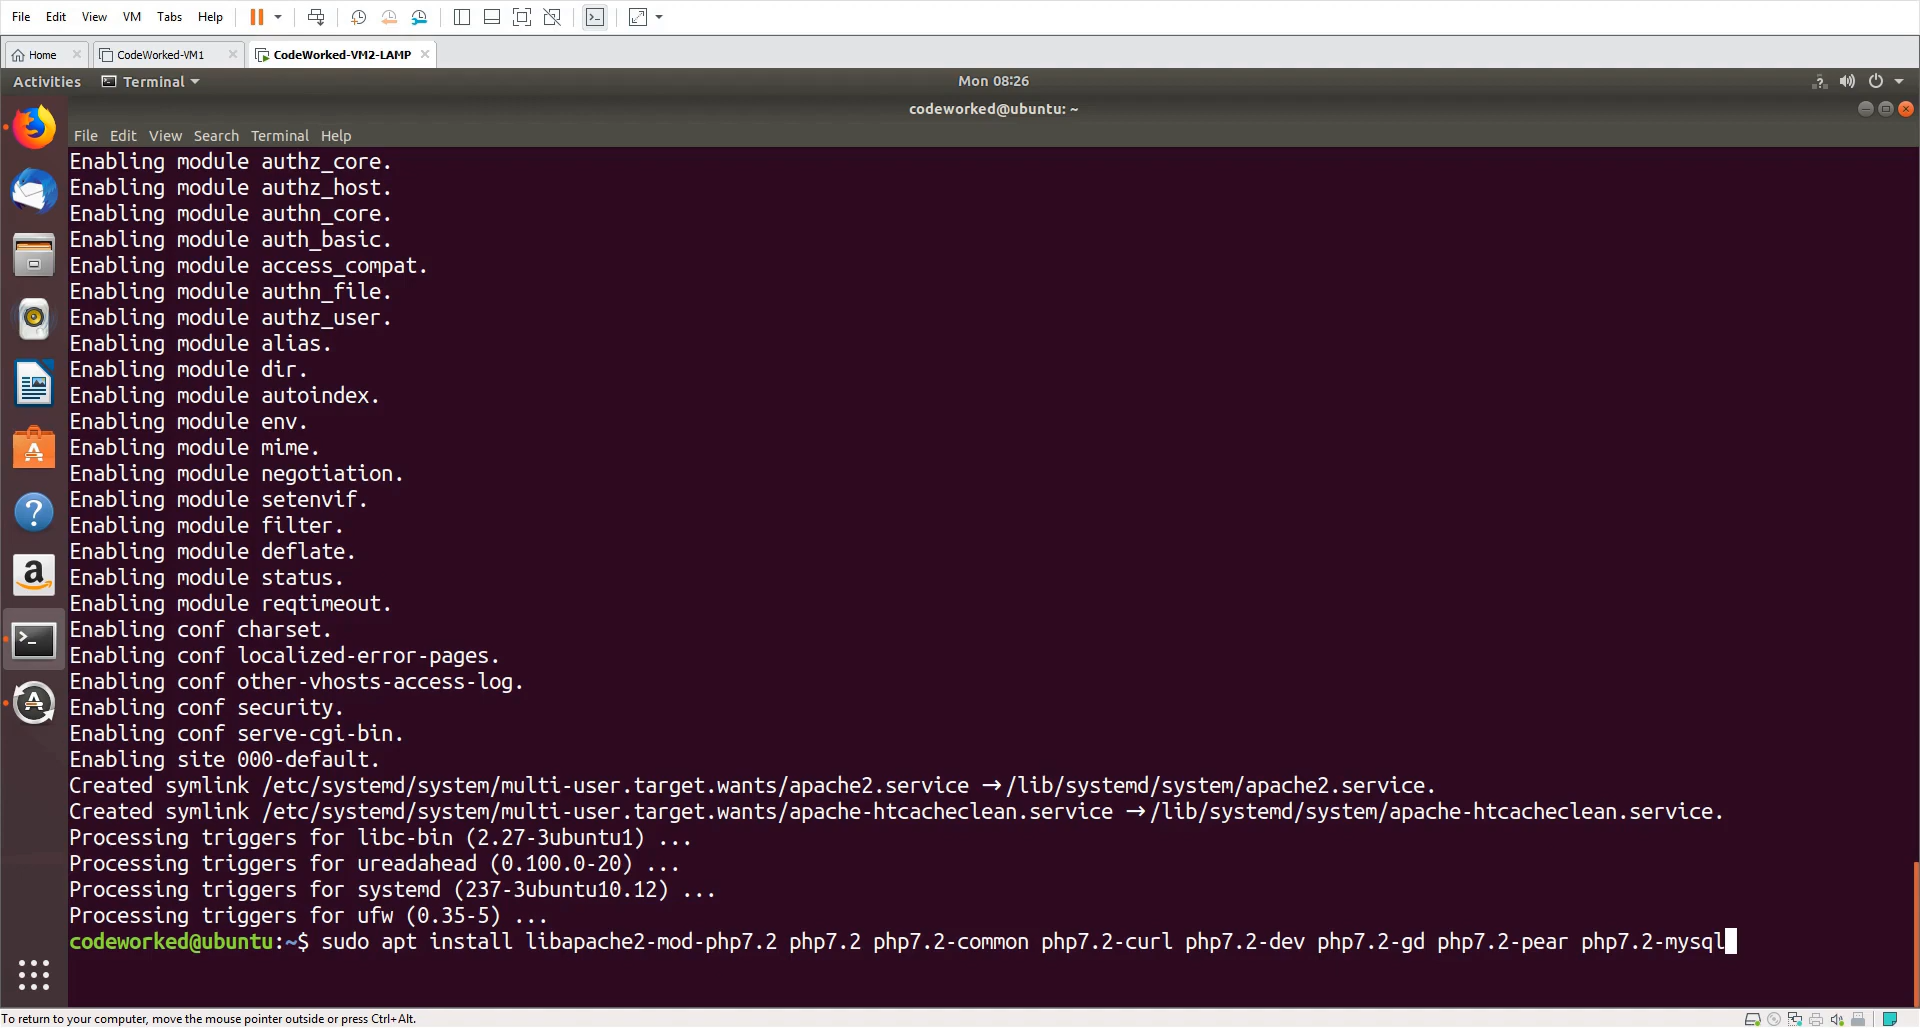 File Edit View VM Tabs Help
Home CodeWorked-VM1 CodeWorked-VM2-LAMP
Activities Terminal Mon 08:26
codeworked@ubuntu: ~
File Edit View Search Terminal Help
Enabling module authz_core.
Enabling module authz_host.
Enabling module authn_core.
Enabling module auth_basic.
Enabling module access_compat.
Enabling module authn_file.
Enabling module authz_user.
Enabling module alias.
Enabling module dir.
Enabling module autoindex.
Enabling module env.
Enabling module mime.
Enabling module negotiation.
Enabling module setenvif.
Enabling module filter.
Enabling module deflate.
Enabling module status.
Enabling module reqtimeout.
Enabling conf charset.
Enabling conf localized-error-pages.
Enabling conf other-vhosts-access-log.
Enabling conf security.
Enabling conf serve-cgi-bin.
Enabling site 000-default.
Created symlink /etc/systemd/system/multi-user.target.wants/apache2.service → /lib/systemd/system/apache2.service.
Created symlink /etc/systemd/system/multi-user.target.wants/apache-htcacheclean.service → /lib/systemd/system/apache-htcacheclean.service.
Processing triggers for libc-bin (2.27-3ubuntu1) ...
Processing triggers for ureadahead (0.100.0-20) ...
Processing triggers for systemd (237-3ubuntu10.12) ...
Processing triggers for ufw (0.35-5) ...
codeworked@ubuntu:~$ sudo apt install libapache2-mod-php7.2 php7.2 php7.2-common php7.2-curl php7.2-dev php7.2-gd php7.2-pear php7.2-mysql
To return to your computer, move the mouse pointer outside or press Ctrl+Alt.